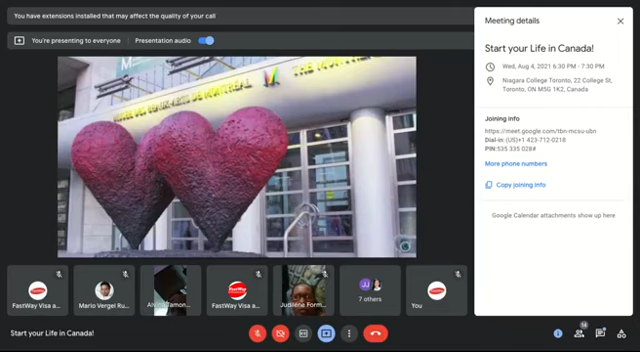 You have extensions installed that may affect the quality of your call
You're presenting to everyone
Presentation audio
Meeting details
Start your Life in Canada!
Wed, Aug 4, 2021 6:30 PM - 7:30 PM
Niagara College Toronto, 22 College St,
Toronto, ON M5G 1K2, Canada
Joining info
https://meet.google.com/tbn-mcsu-ubn
Dial-in: (US) +1 423-712-0218
PIN: 535 335 028#
More phone numbers
Copy joining info
Google Calendar attachments show up here
M
FastWay Visa a...
Mario Vergel Ru...
FastWay
FastWay Visa a...
Judilene Form...
JJ
7 others
You
Start your Life in Canada!
14